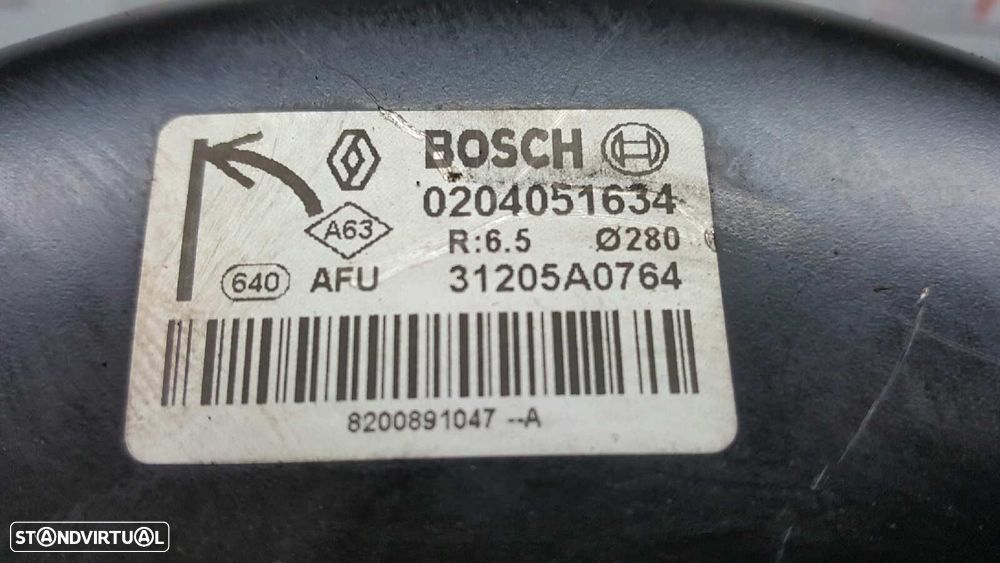 BOSCH
0204051634
A63
R:6.5 Ø280
640 AFU 31205A0764
8200891047 --A
STANDVIRTUAL